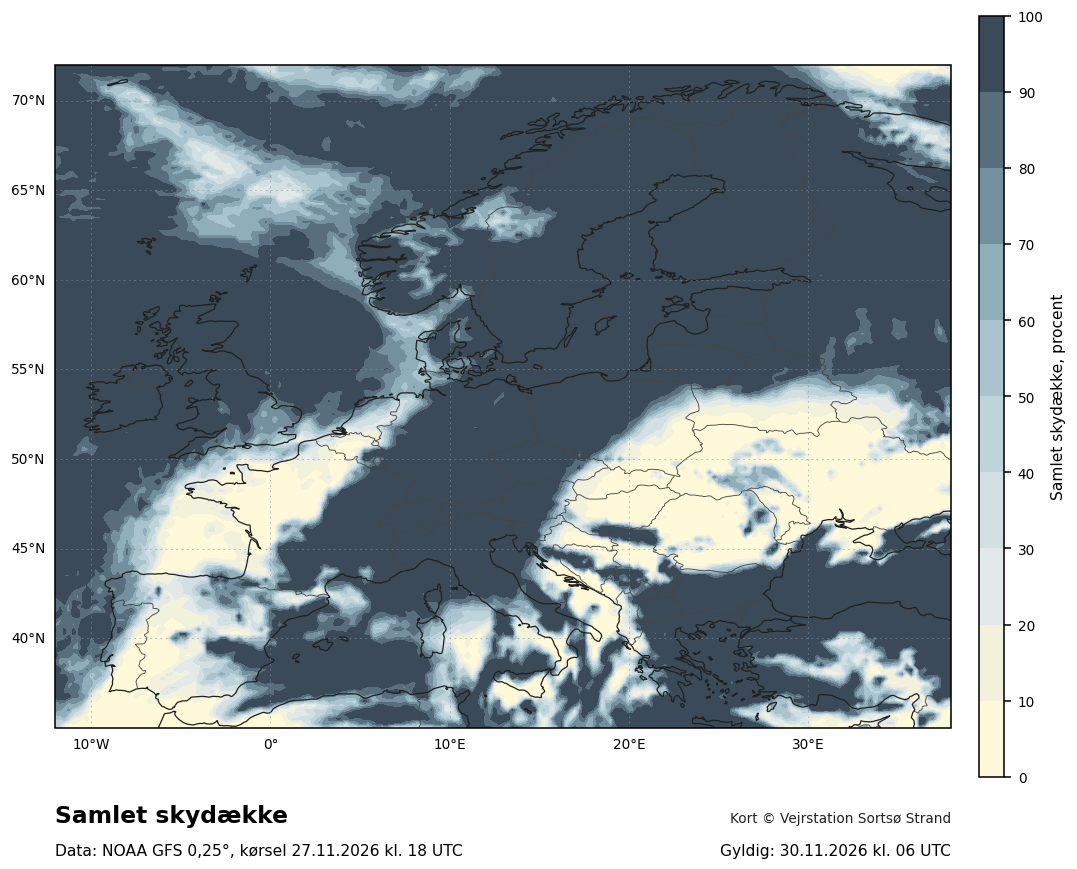 100
90
80
70
60
50
40
30
20
10
0
Samlet skydække, procent
70°N
65°N
60°N
55°N
50°N
45°N
40°N
10°W
0°
10°E
20°E
30°E
Samlet skydække
Kort © Vejrstation Sortsø Strand
Data: NOAA GFS 0,25°, kørsel 27.11.2026 kl. 18 UTC
Gyldig: 30.11.2026 kl. 06 UTC